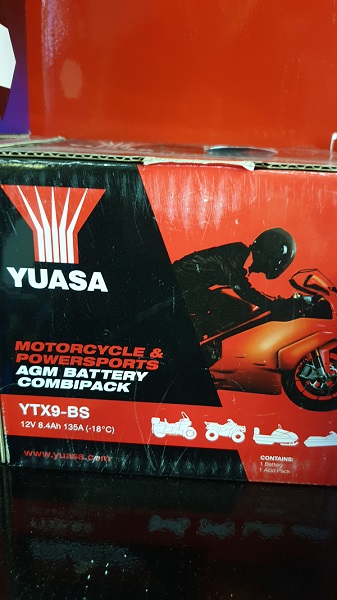 YUASA
MOTORCYCLE &
POWERSPORTS
AGM BATTERY
COMBIPACK
YTX9-BS
12V 8.4Ah 135A (-18°C)
www.yuasa.com
CONTAINS:
1 Battery
1 Acid Pack